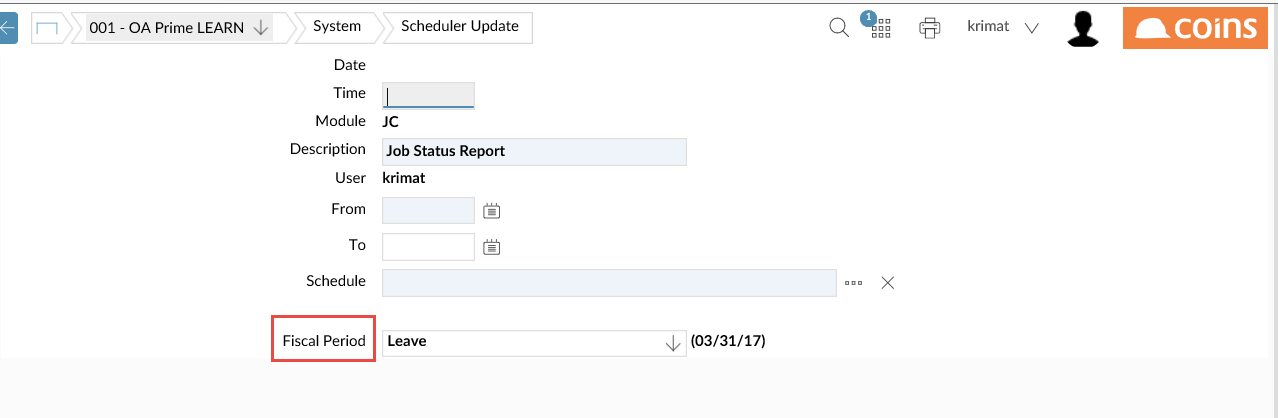 001 - OA Prime LEARN System Scheduler Update 1 krimat coins
Date
Time
Module JC
Description Job Status Report
User krimat
From
To
Schedule
Fiscal Period Leave (03/31/17)